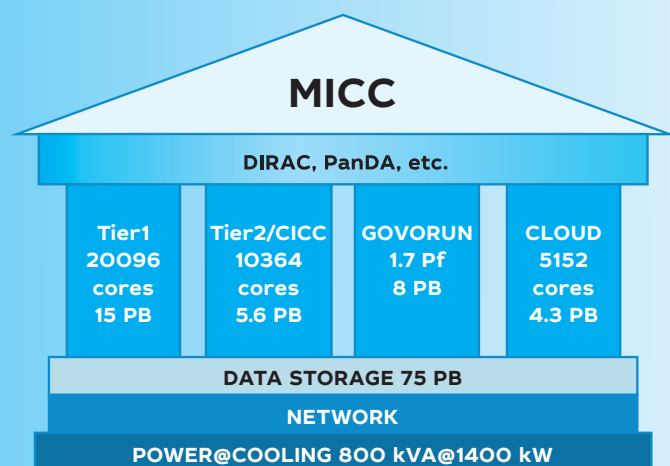 MICC
DIRAC, PanDA, etc.
Tier1
20096
cores
15 PB
Tier2/CICC
10364
cores
5.6 PB
GOVORUN
1.7 Pf
8 PB
CLOUD
5152
cores
4.3 PB
DATA STORAGE 75 PB
NETWORK
POWER@COOLING 800 kVA@1400 kW